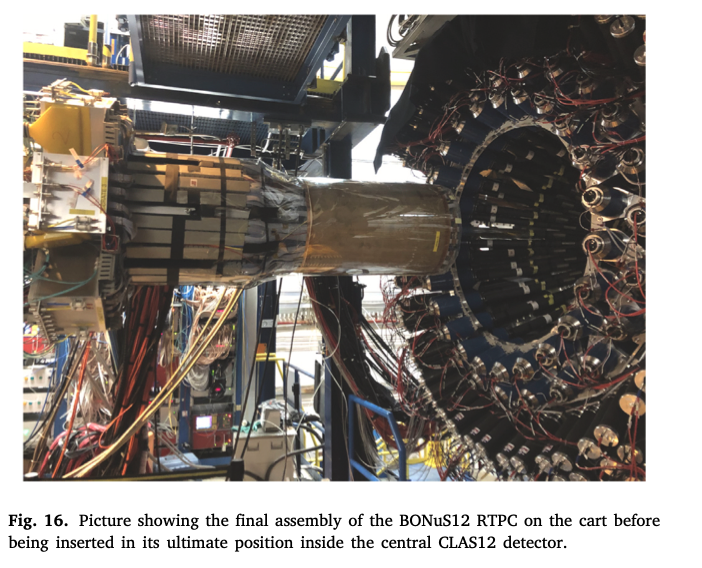 Fig. 16. Picture showing the final assembly of the BONuS12 RTPC on the cart before
being inserted in its ultimate position inside the central CLAS12 detector.